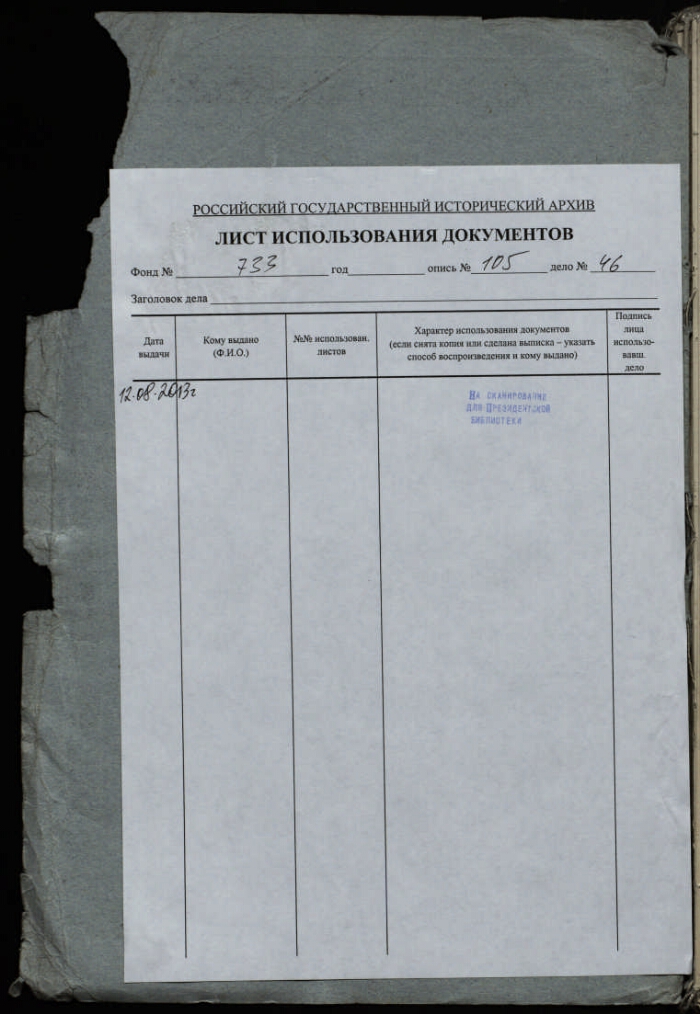 РОССИЙСКИЙ ГОСУДАРСТВЕННЫЙ ИСТОРИЧЕСКИЙ АРХИВ
ЛИСТ ИСПОЛЬЗОВАНИЯ ДОКУМЕНТОВ
Фонд № 733 год опись № 105 дело № 46
Заголовок дела
Дата
выдачи
Кому выдано
(Ф.И.О.)
№№ использован.
листов
Характер использования документов
(если снята копия или сделана выписка – указать
способ воспроизведения и кому выдано)
Подпись
лица
использо-
вавш.
дело
12.08.2013г
На сканирование
для Президентской
библиотеки